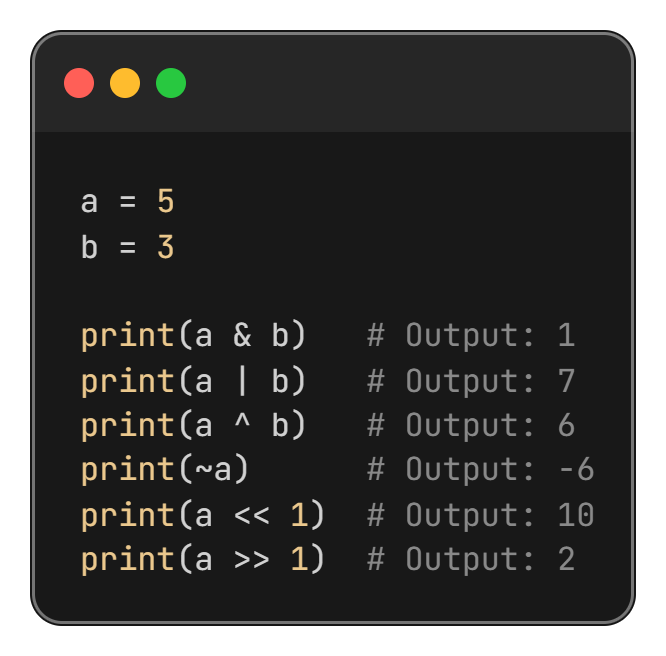 a = 5
b = 3
print(a & b)   # Output: 1
print(a | b)   # Output: 7
print(a ^ b)   # Output: 6
print(~a)      # Output: -6
print(a << 1)  # Output: 10
print(a >> 1)  # Output: 2